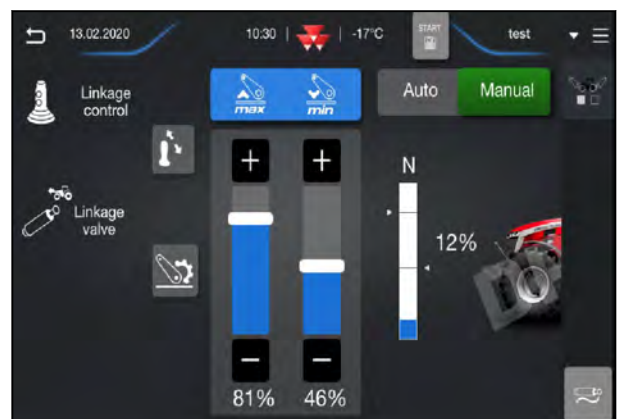 13.02.2020 10:30 -17°C START test
Linkage control
max min
Auto Manual
+ + N
Linkage valve
12%
- -
81% 46%